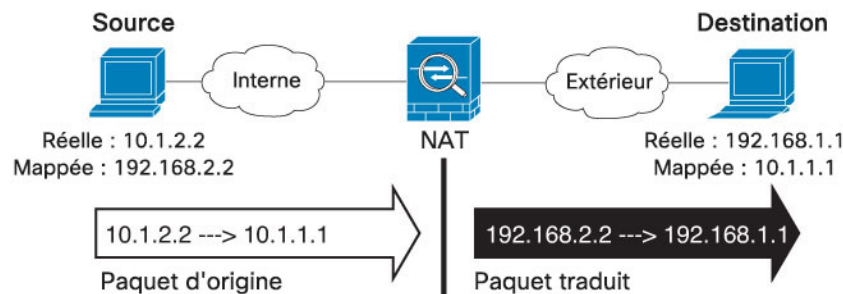 Source
Destination
Interne
Extérieur
NAT
Réelle : 10.1.2.2
Mappée : 192.168.2.2
Réelle : 192.168.1.1
Mappée : 10.1.1.1
10.1.2.2 ---> 10.1.1.1
192.168.2.2 ---> 192.168.1.1
Paquet d'origine
Paquet traduit